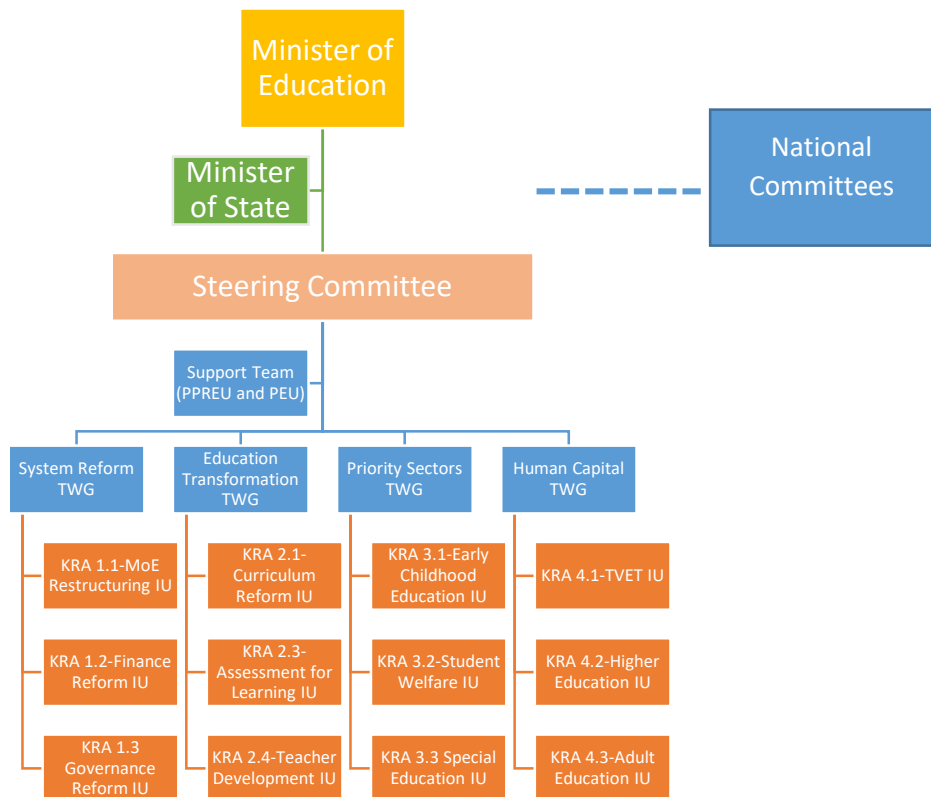 Minister of
Education
National
Committees
Minister
of State
Steering Committee
Support Team
(PPREU and PEU)
System Reform
TWG
Education
Transformation
TWG
Priority Sectors
TWG
Human Capital
TWG
KRA 1.1-MoE
Restructuring IU
KRA 2.1-
Curriculum
Reform IU
KRA 3.1-Early
Childhood
Education IU
KRA 4.1-TVET IU
KRA 1.2-Finance
Reform IU
KRA 2.3-
Assessment for
Learning IU
KRA 3.2-Student
Welfare IU
KRA 4.2-Higher
Education IU
KRA 1.3
Governance
Reform IU
KRA 2.4-Teacher
Development IU
KRA 3.3 Special
Education IU
KRA 4.3-Adult
Education IU